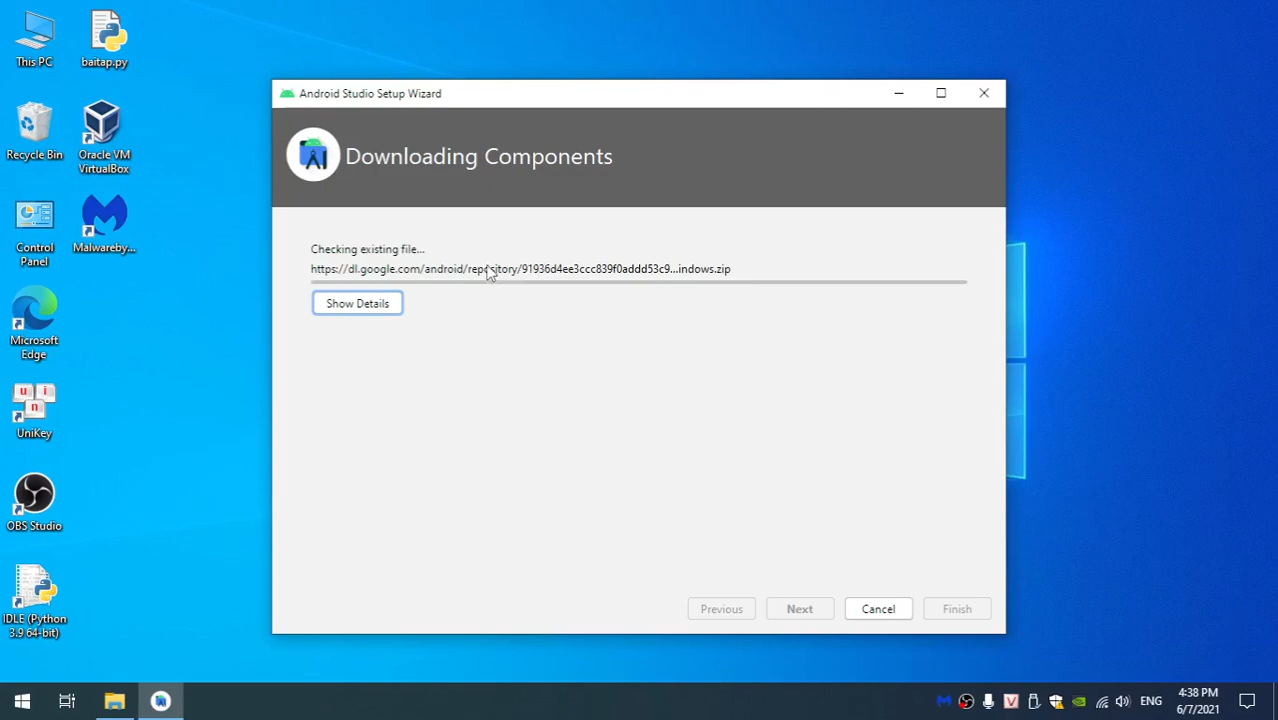 This PC
baitap.py
Recycle Bin
Oracle VM
VirtualBox
Control
Panel
Malwareby...
Microsoft
Edge
u
n
i
UniKey
OBS Studio
IDLE (Python
3.9 64-bit)
Android Studio Setup Wizard
Downloading Components
Checking existing file...
https://dl.google.com/android/repository/91936d4ee3ccc839f0addd53c9...indows.zip
Show Details
Previous
Next
Cancel
Finish
V
ENG
4:38 PM
6/7/2021